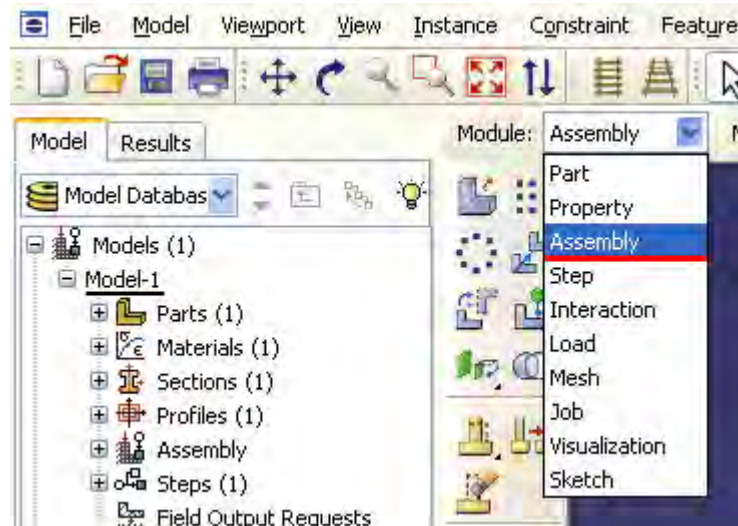 File Model Viewport View Instance Constraint Feature
Model Results
Module: Assembly
Model Databas
Part
Property
Assembly
Step
Interaction
Load
Mesh
Job
Visualization
Sketch
Models (1)
Model-1
Parts (1)
Materials (1)
Sections (1)
Profiles (1)
Assembly
Steps (1)
Field Output Requests